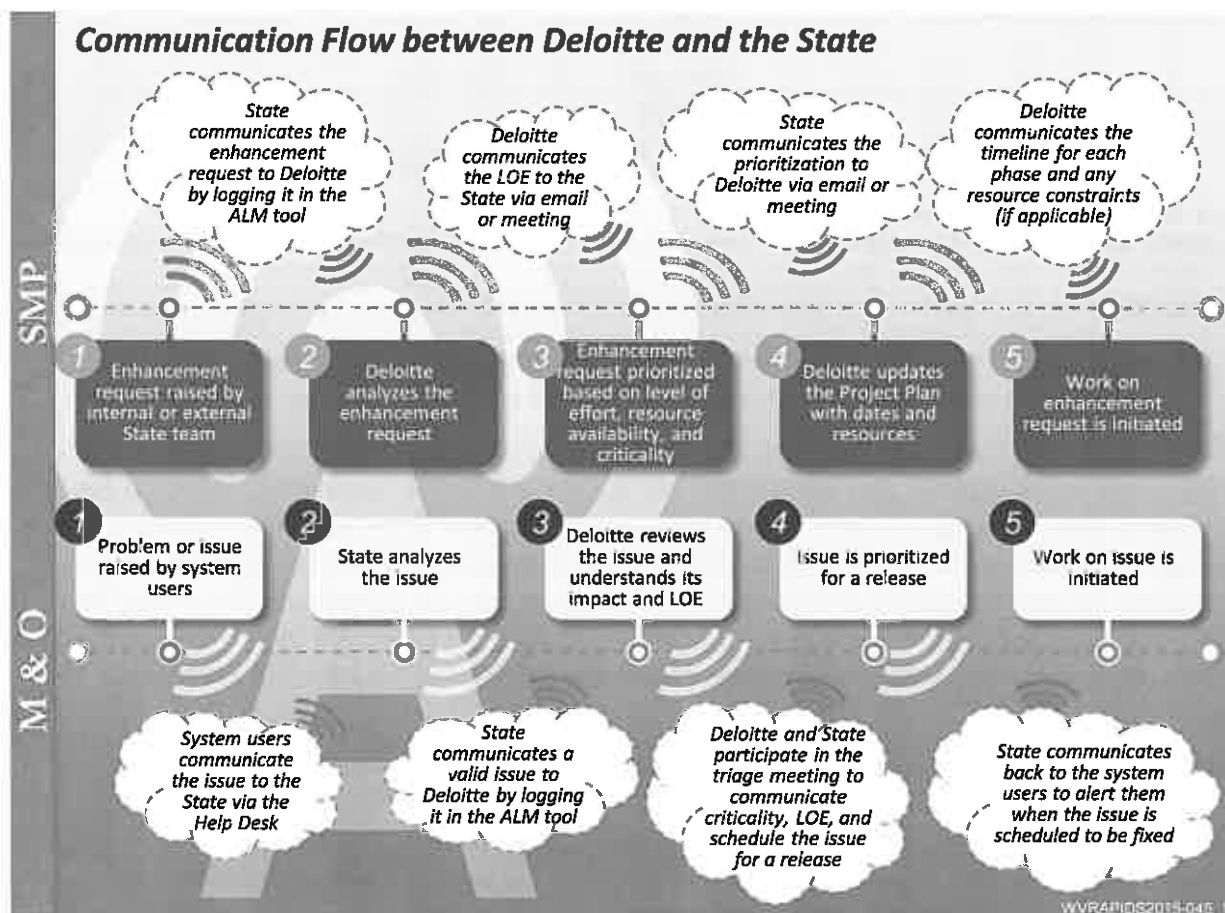 Communication Flow between Deloitte and the State
SMP
State
communicates the
enhancement
request to Deloitte
by logging it in the
ALM tool
Deloitte
communicates
the LOE to the
State via email
or meeting
State
communicates the
prioritization to
Deloitte via email or
meeting
Deloitte
communicates the
timeline for each
phase and any
resource constraints
(if applicable)
1
Enhancement
request raised by
internal or external
State team
2
Deloitte
analyzes the
enhancement
request
3
Enhancement
request prioritized
based on level of
effort, resource
availability, and
criticality
4
Deloitte updates
the Project Plan
with dates and
resources
5
Work on
enhancement
request is initiated
M & O
1
Problem or issue
raised by system
users
2
State analyzes
the issue
3
Deloitte reviews
the issue and
understands its
impact and LOE
4
Issue is prioritized
for a release
5
Work on issue is
initiated
System users
communicate
the issue to the
State via the
Help Desk
State
communicates a
valid issue to
Deloitte by logging
it in the ALM tool
Deloitte and State
participate in the
triage meeting to
communicate
criticality, LOE, and
schedule the issue
for a release
State communicates
back to the system
users to alert them
when the issue is
scheduled to be fixed
WVRAPIDS2015-045